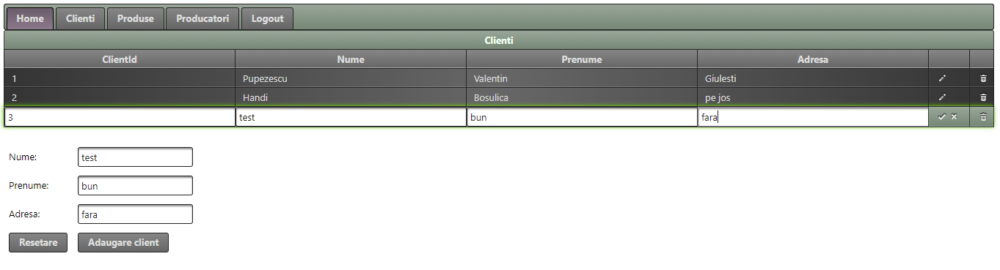 Home Clienti Produse Producatori Logout
Clienti
ClientId Nume Prenume Adresa
1 Pupezescu Valentin Giulesti
2 Handi Bosulica pe jos
3 test bun fara
Nume: test
Prenume: bun
Adresa: fara
Resetare Adaugare client